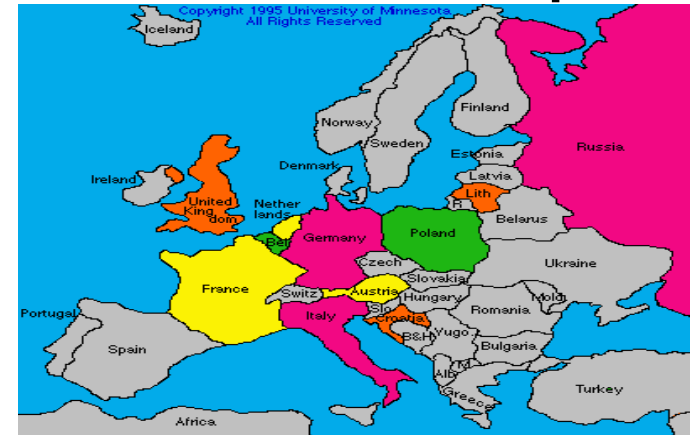 Copyright 1995 University of Minnesota
All Rights Reserved
Iceland
Finland
Norway
Sweden
Russia
Estonia
Denmark
Latvia
Ireland
Lith
United
King
dom
Nether
lands
R
Belarus
Bel
Germany
Poland
Czech
Ukraine
Slovakia
France
Switz
Austria
Hungary
Mold
Slo
Romania
Portugal
Italy
Croatia
B&H
Yugo
Bulgaria
Spain
M
Alb
Turkey
Greece
Africa